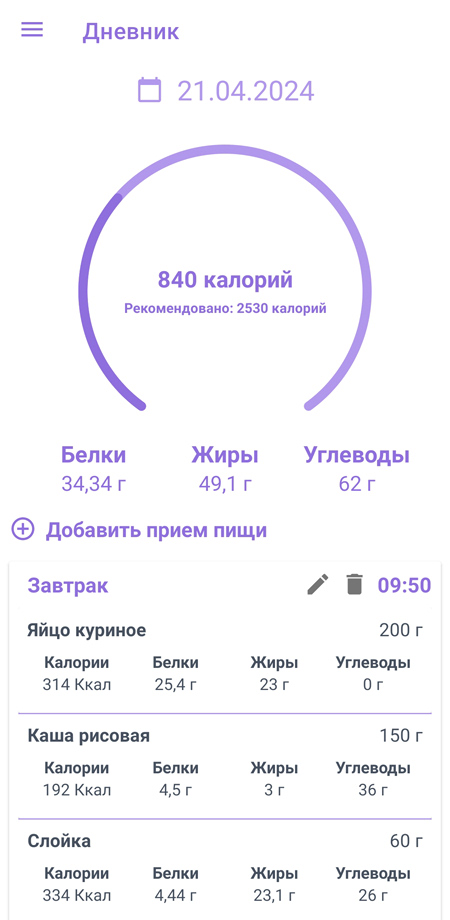 Дневник
21.04.2024
840 калорий
Рекомендовано: 2530 калорий
Белки Жиры Углеводы
34,34 г 49,1 г 62 г
Добавить прием пищи
Завтрак 09:50
Яйцо куриное 200 г
Калории Белки Жиры Углеводы
314 Ккал 25,4 г 23 г 0 г
Каша рисовая 150 г
Калории Белки Жиры Углеводы
192 Ккал 4,5 г 3 г 36 г
Слойка 60 г
Калории Белки Жиры Углеводы
334 Ккал 4,44 г 23,1 г 26 г